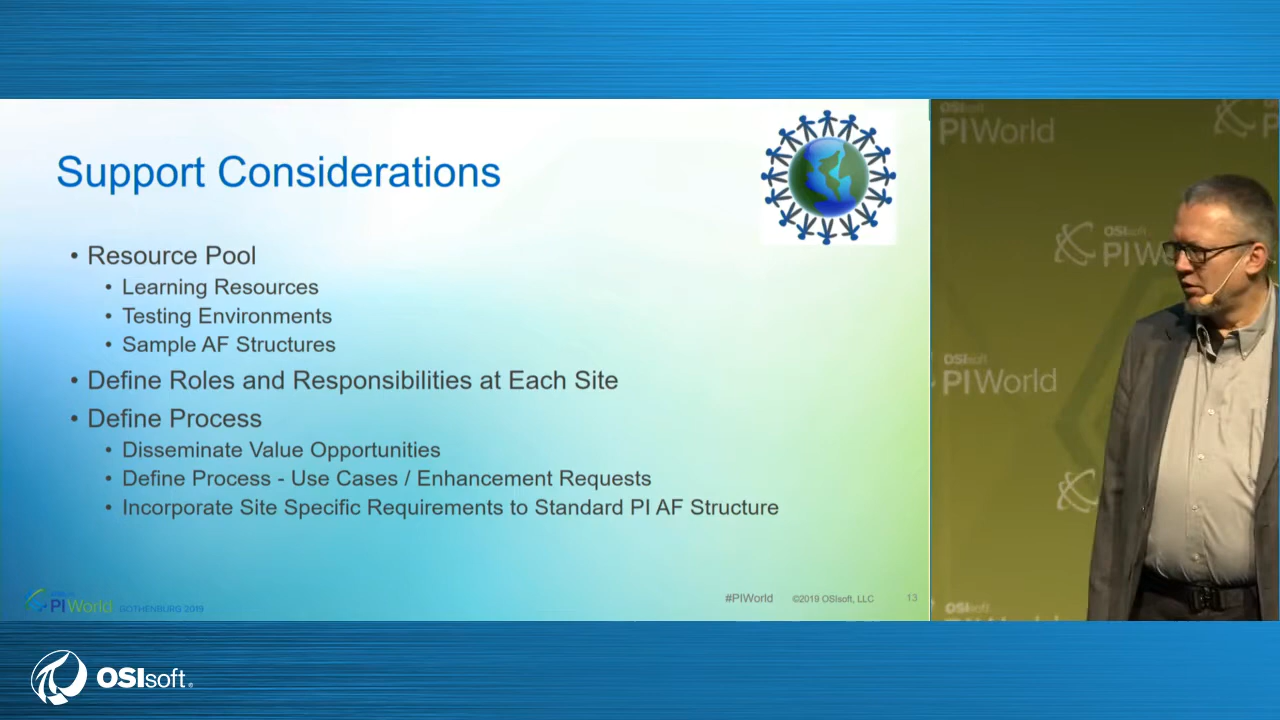 Support Considerations
• Resource Pool
• Learning Resources
• Testing Environments
• Sample AF Structures
• Define Roles and Responsibilities at Each Site
• Define Process
• Disseminate Value Opportunities
• Define Process - Use Cases / Enhancement Requests
• Incorporate Site Specific Requirements to Standard PI AF Structure
PI World GOTHENBURG 2019
#PIWorld ©2019 OSIsoft, LLC 13
OSIsoft
PI World
OSIsoft
PI Wo
OSIsoft
PI World
OSIsoft
OSIsoft®